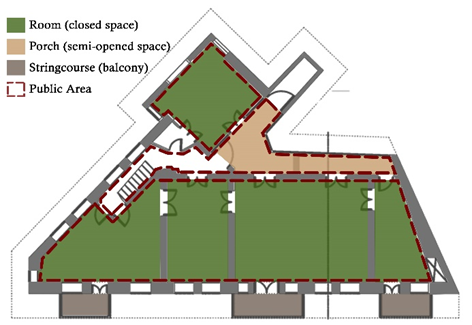 Room (closed space)
Porch (semi-opened space)
Stringcourse (balcony)
Public Area